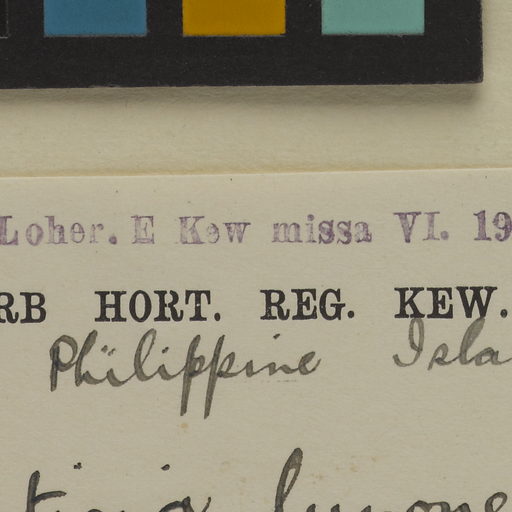 Loher. E Kew missa VI. 19
RB HORT. REG. KEW.
Philippine Isla